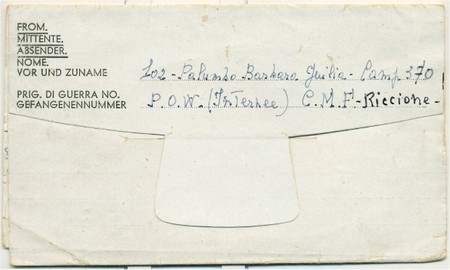 FROM.
MITTENTE.
ABSENDER.
NOME.
VOR UND ZUNAME
202 - Palumbo Barbara Giulia - Camp 370
PRIG. DI GUERRA NO.
GEFANGENENNUMMER
P.O.W. (Internee) C.M.F. - Riccione -